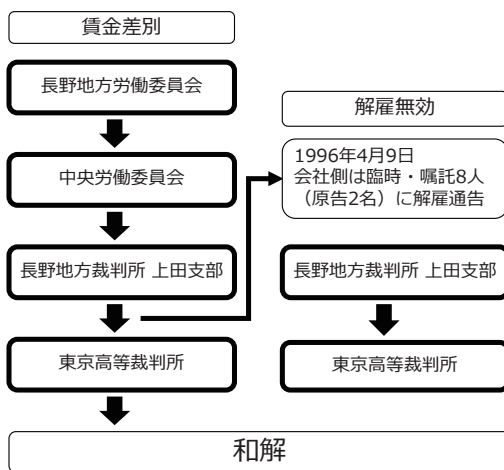 賃金差別
長野地方労働委員会
中央労働委員会
長野地方裁判所 上田支部
東京高等裁判所
解雇無効
1996年4月9日
会社側は臨時・嘱託8人
（原告2名）に解雇通告
長野地方裁判所 上田支部
東京高等裁判所
和解